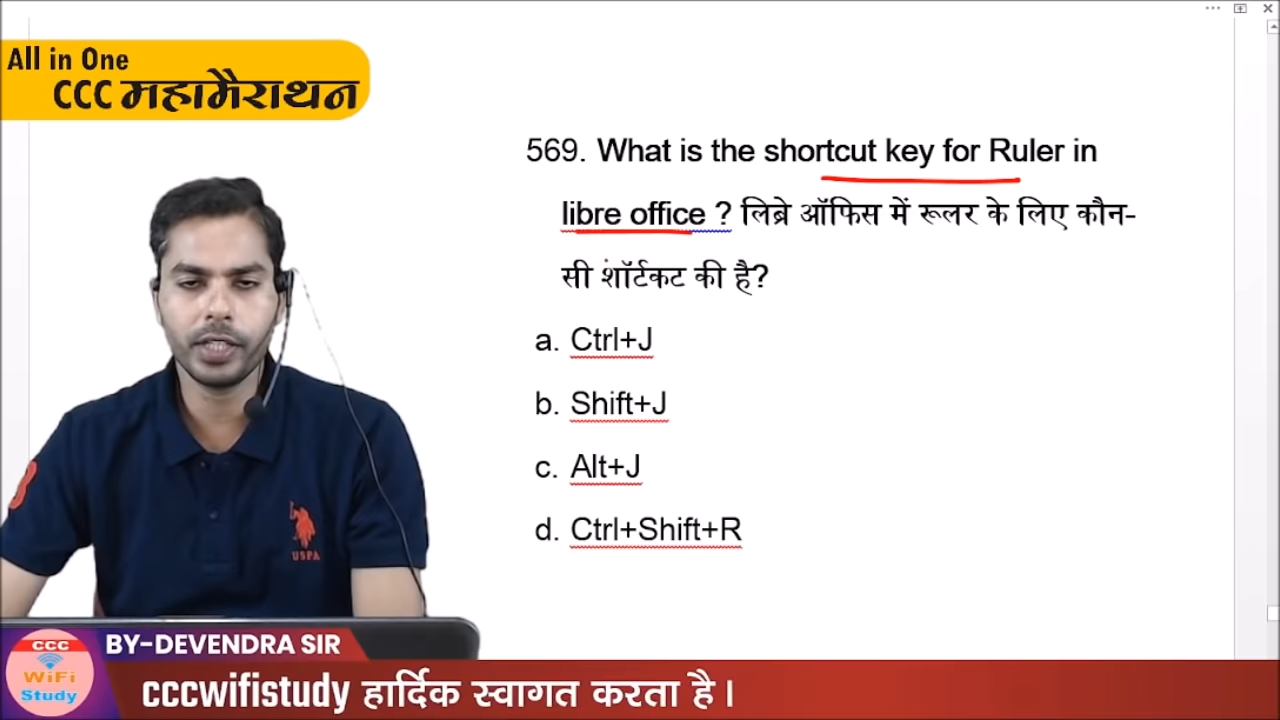 All in One
CCC महामैराथन
569. What is the shortcut key for Ruler in
libre office ? लिब्रे ऑफिस में रूलर के लिए कौन-
सी शॉर्टकट की है?
a. Ctrl+J
b. Shift+J
c. Alt+J
d. Ctrl+Shift+R
USPA
3
BY-DEVENDRA SIR
CCC
WiFi
Study
cccwifistudy हार्दिक स्वागत करता है।